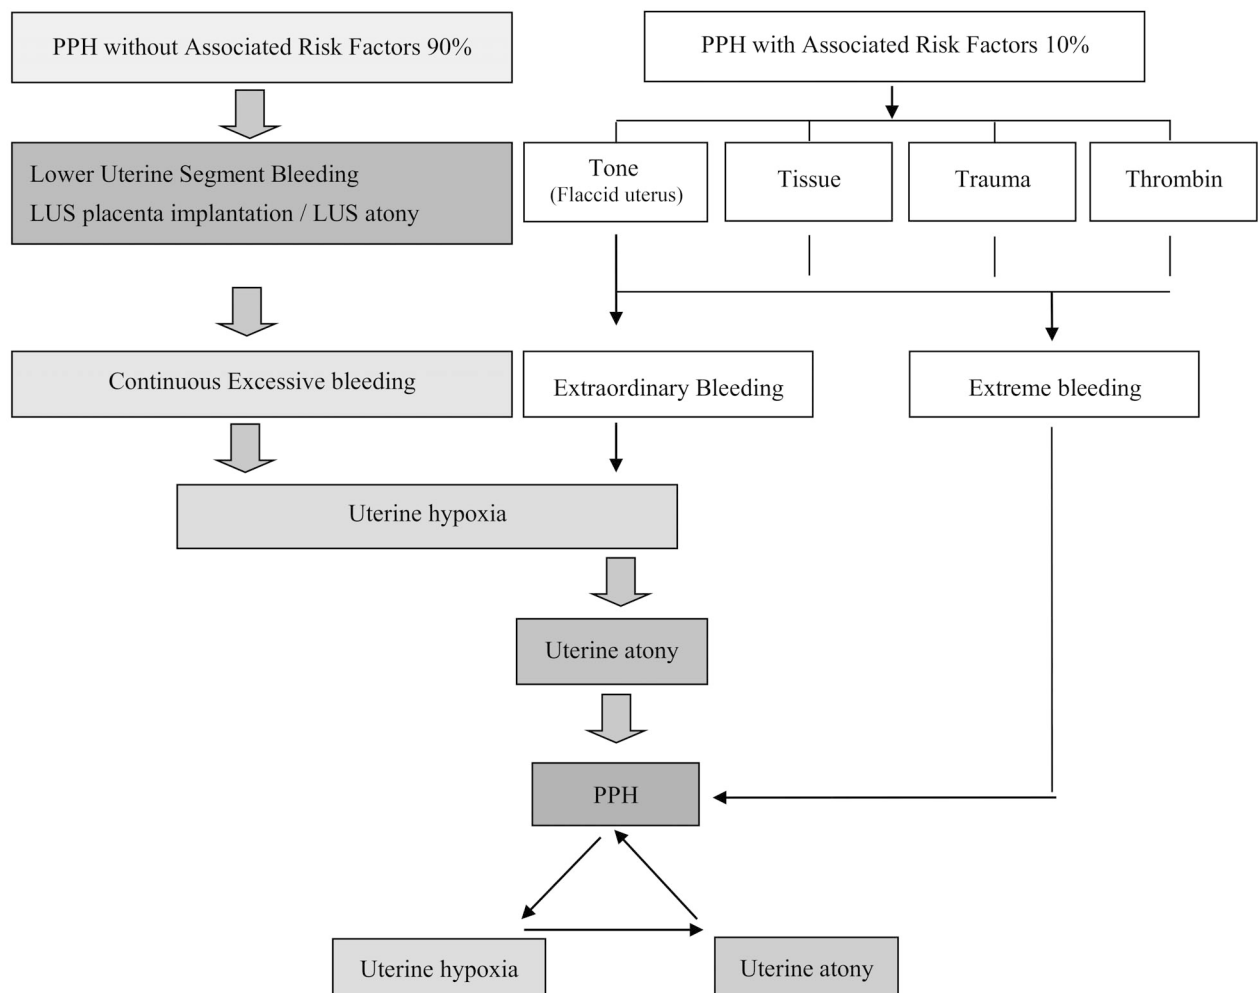 PPH without Associated Risk Factors 90%
PPH with Associated Risk Factors 10%
Lower Uterine Segment Bleeding
LUS placenta implantation / LUS atony
Tone
(Flaccid uterus)
Tissue
Trauma
Thrombin
Continuous Excessive bleeding
Extraordinary Bleeding
Extreme bleeding
Uterine hypoxia
Uterine atony
PPH
Uterine hypoxia
Uterine atony